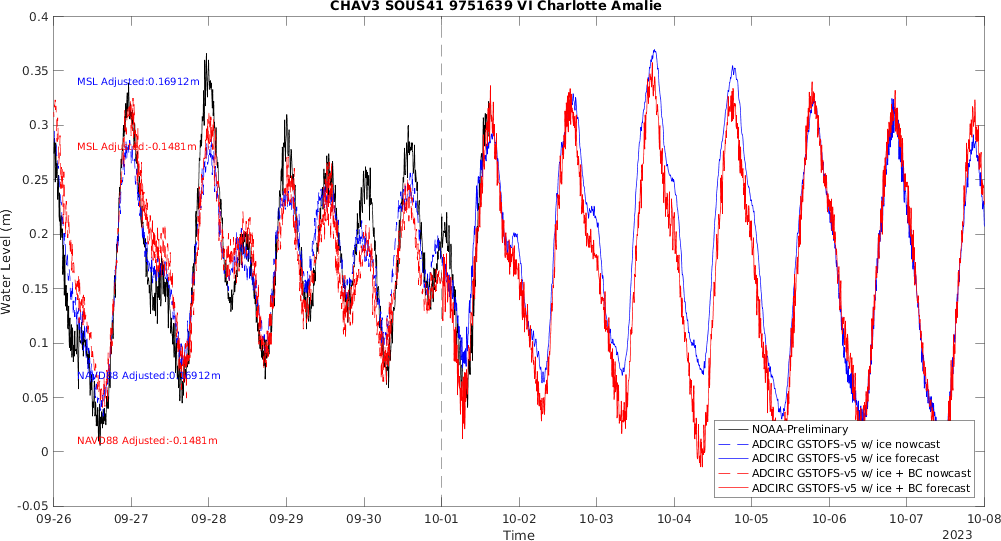 CHAV3 SOUS41 9751639 VI Charlotte Amalie
0.4
0.35
0.3
0.25
0.2
0.15
0.1
0.05
0
-0.05
Water Level (m)
MSL Adjusted:0.16912m
MSL Adjusted:-0.1481m
NAVD88 Adjusted:0.16912m
NAVD88 Adjusted:-0.1481m
NOAA-Preliminary
ADCIRC GSTOFS-v5 w/ ice nowcast
ADCIRC GSTOFS-v5 w/ ice forecast
ADCIRC GSTOFS-v5 w/ ice + BC nowcast
ADCIRC GSTOFS-v5 w/ ice + BC forecast
09-26 09-27 09-28 09-29 09-30 10-01 10-02 10-03 10-04 10-05 10-06 10-07 10-08
Time
2023